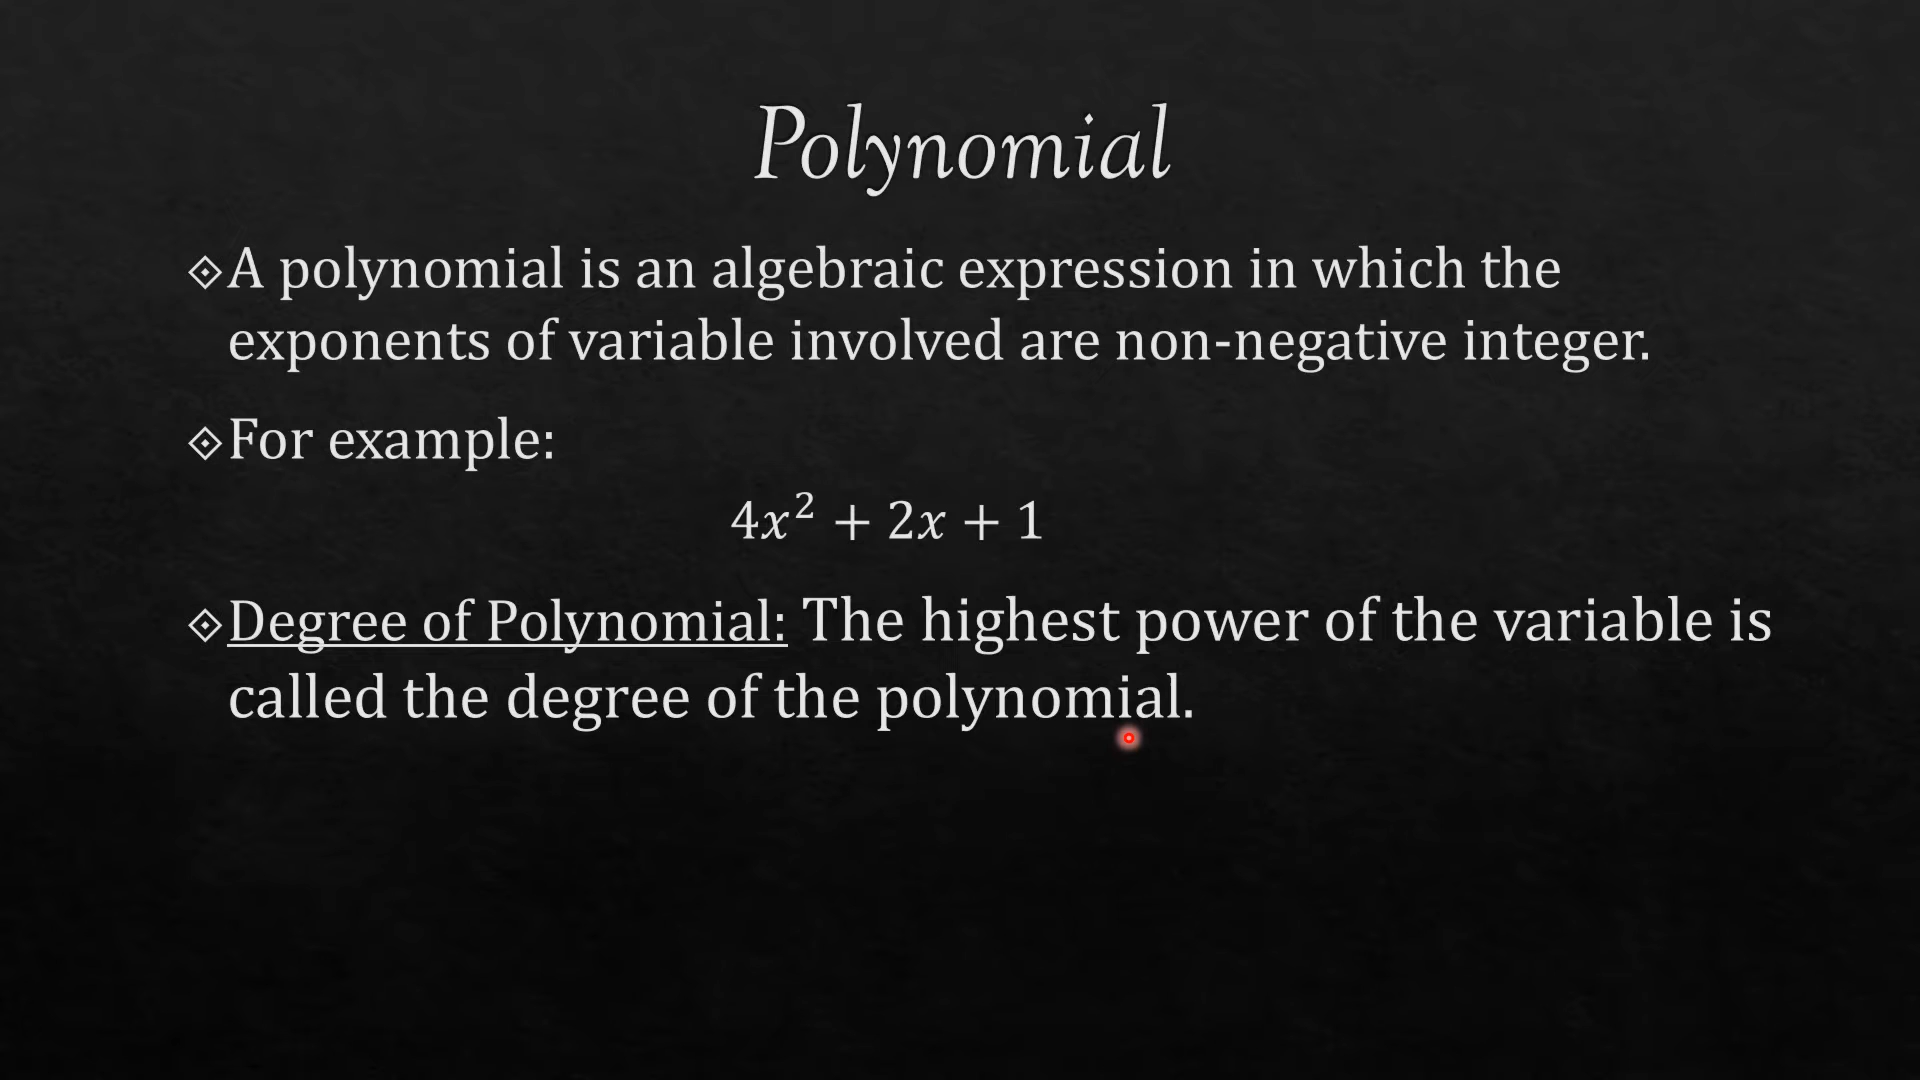 Polynomial
A polynomial is an algebraic expression in which the
exponents of variable involved are non-negative integer.
For example:
4x² + 2x + 1
Degree of Polynomial: The highest power of the variable is
called the degree of the polynomial.